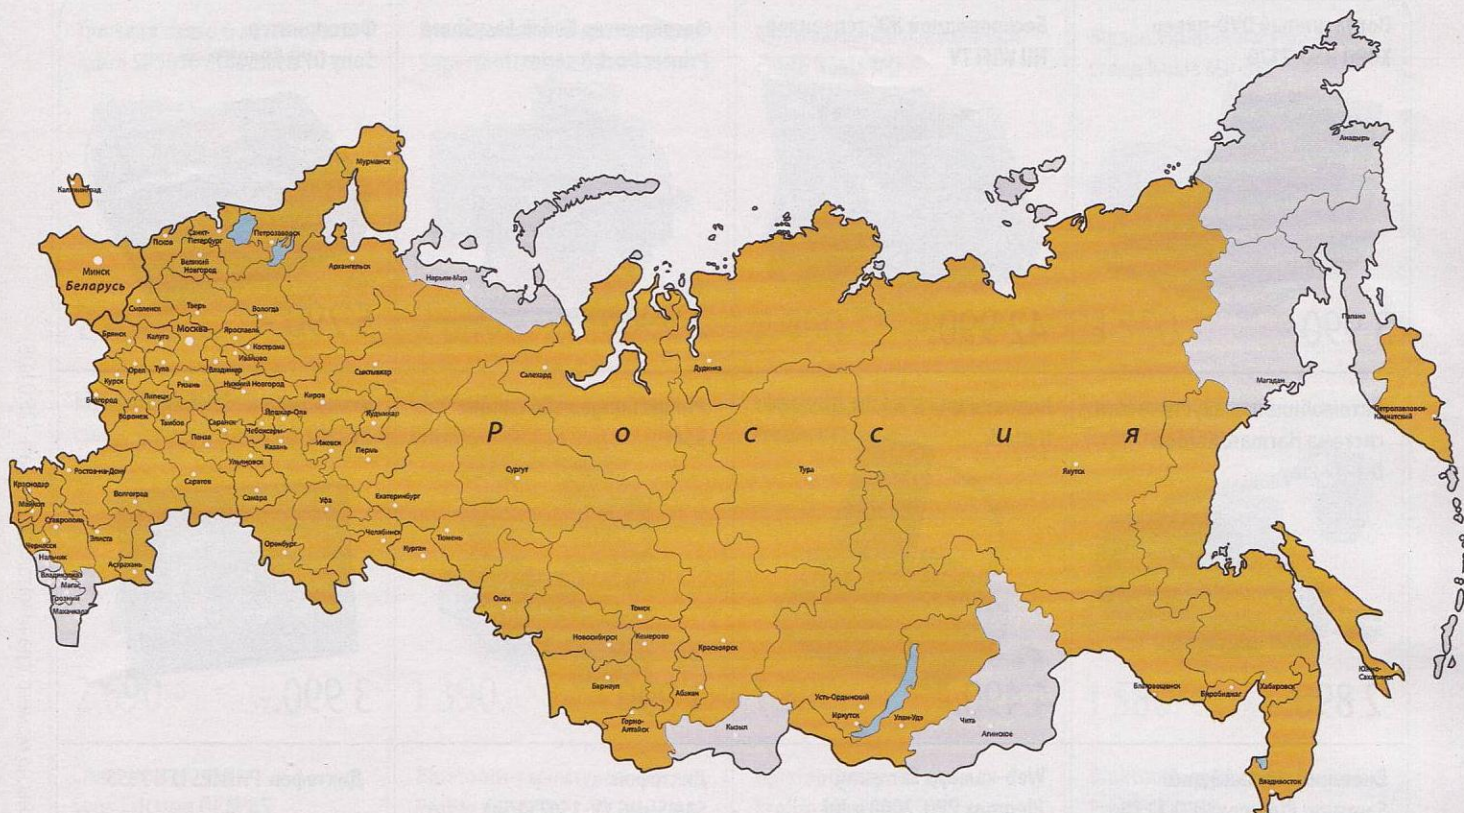 Анадырь
Мурманск
Калининград
Псков
Санкт-
Петербург
Петрозаводск
Великий
Новгород
Архангельск
Минск
Беларусь
Нарьян-Мар
Смоленск
Тверь
Вологда
Палана
Брянск
Калуга
Москва
Ярославль
Кострома
Иваново
Орел
Тула
Владимир
Сыктывкар
Салехард
Дудинка
Курск
Рязань
Нижний Новгород
Магадан
Белгород
Липецк
Киров
Воронеж
Тамбов
Саранск
Йошкар-Ола
Чебоксары
Кудымкар
Петропавловск-
Камчатский
Россия
Пенза
Казань
Ижевск
Пермь
Ульяновск
Ростов-на-Дону
Сургут
Тура
Якутск
Краснодар
Саратов
Волгоград
Самара
Уфа
Екатеринбург
Майкоп
Ставрополь
Элиста
Челябинск
Тюмень
Черкесск
Оренбург
Курган
Нальчик
Астрахань
Владикавказ
Магас
Грозный
Махачкала
Омск
Томск
Новосибирск
Кемерово
Красноярск
Барнаул
Абакан
Усть-Ордынский
Благовещенск
Биробиджан
Хабаровск
Южно-
Сахалинск
Горно-
Алтайск
Кызыл
Иркутск
Улан-Удэ
Чита
Агинское
Владивосток